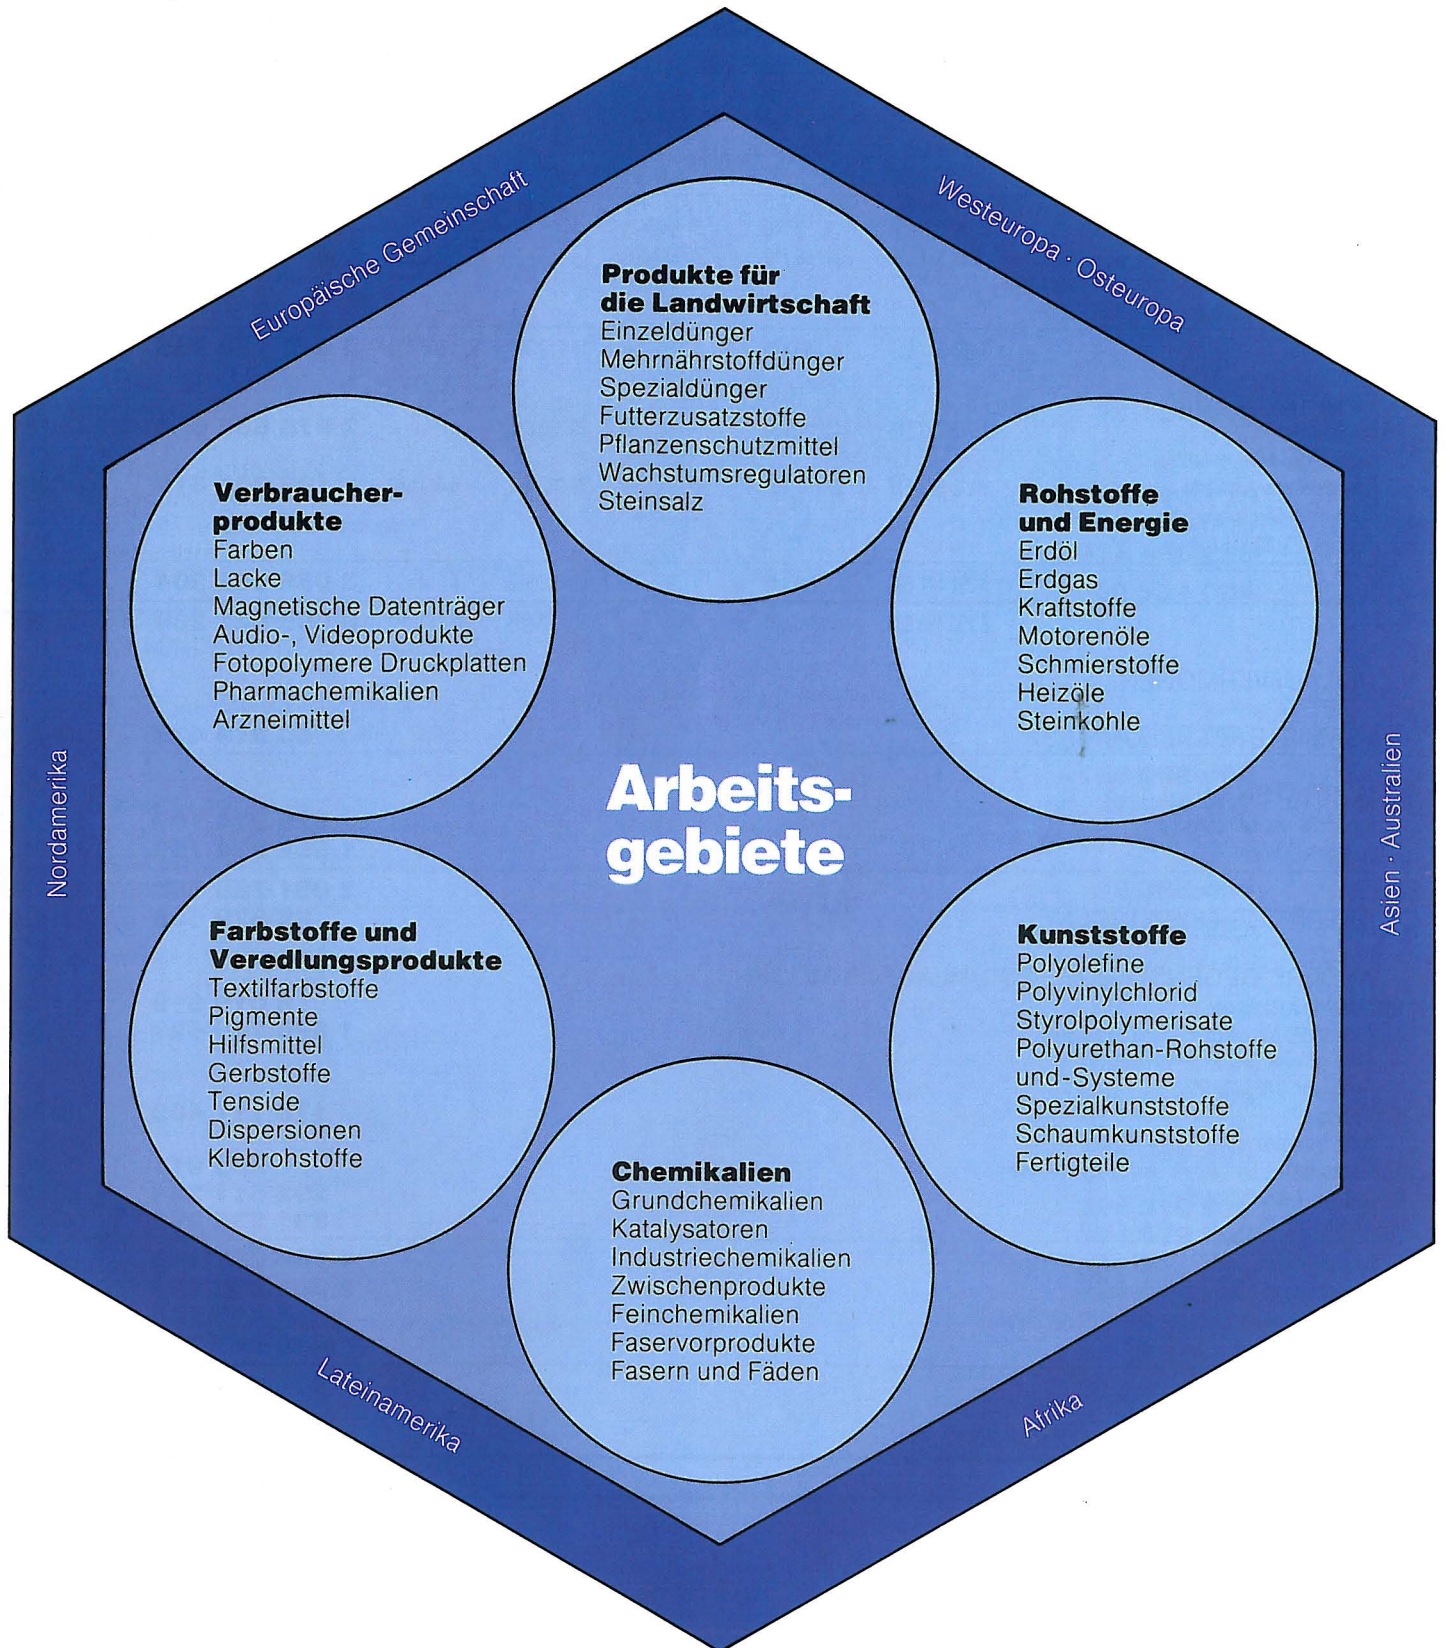 Europäische Gemeinschaft
Westeuropa · Osteuropa
Produkte für
die Landwirtschaft
Einzeldünger
Mehrnährstoffdünger
Spezialdünger
Futterzusatzstoffe
Pflanzenschutzmittel
Wachstumsregulatoren
Steinsalz
Verbraucher-
produkte
Farben
Lacke
Magnetische Datenträger
Audio-, Videoprodukte
Fotopolymere Druckplatten
Pharmachemikalien
Arzneimittel
Rohstoffe
und Energie
Erdöl
Erdgas
Kraftstoffe
Motorenöle
Schmierstoffe
Heizöle
Steinkohle
Nordamerika
Arbeits-
gebiete
Asien · Australien
Farbstoffe und
Veredlungsprodukte
Textilfarbstoffe
Pigmente
Hilfsmittel
Gerbstoffe
Tenside
Dispersionen
Klebrohstoffe
Kunststoffe
Polyolefine
Polyvinylchlorid
Styrolpolymerisate
Polyurethan-Rohstoffe
und-Systeme
Spezialkunststoffe
Schaumkunststoffe
Fertigteile
Chemikalien
Grundchemikalien
Katalysatoren
Industriechemikalien
Zwischenprodukte
Feinchemikalien
Faservorprodukte
Fasern und Fäden
Lateinamerika
Afrika